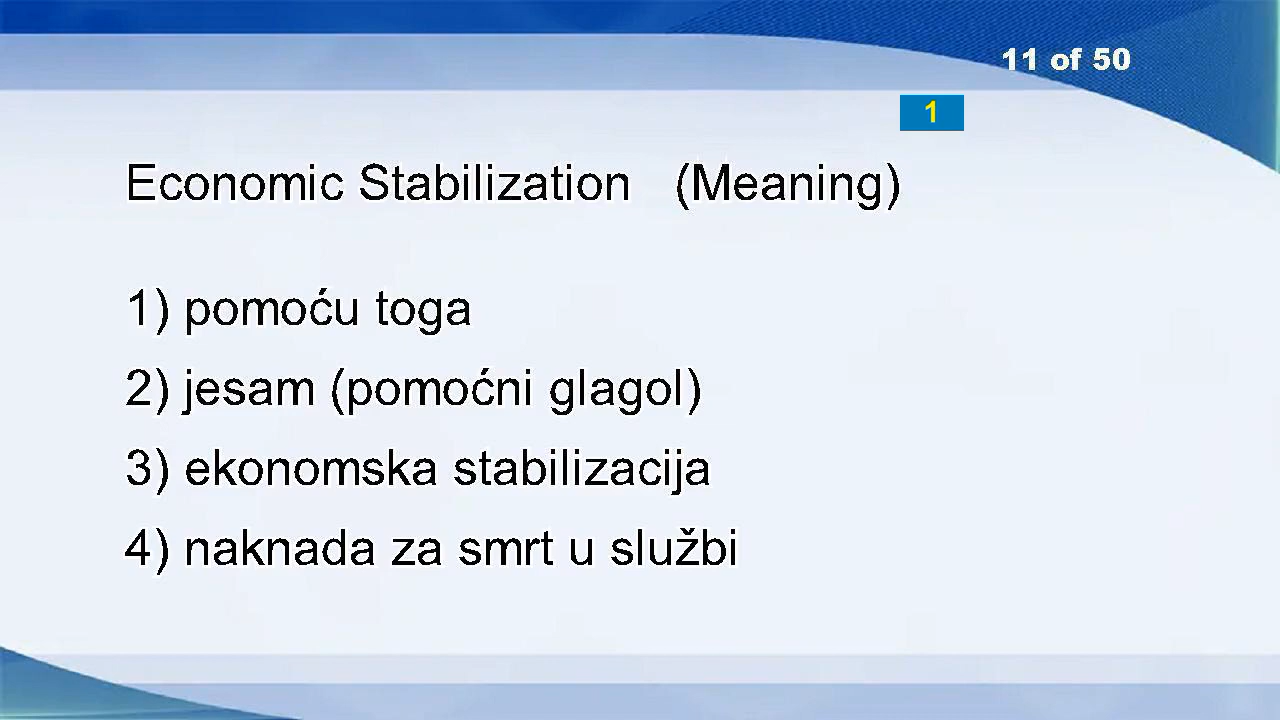 11 of 50
1
Economic Stabilization (Meaning)
1) pomoću toga
2) jesam (pomoćni glagol)
3) ekonomska stabilizacija
4) naknada za smrt u službi